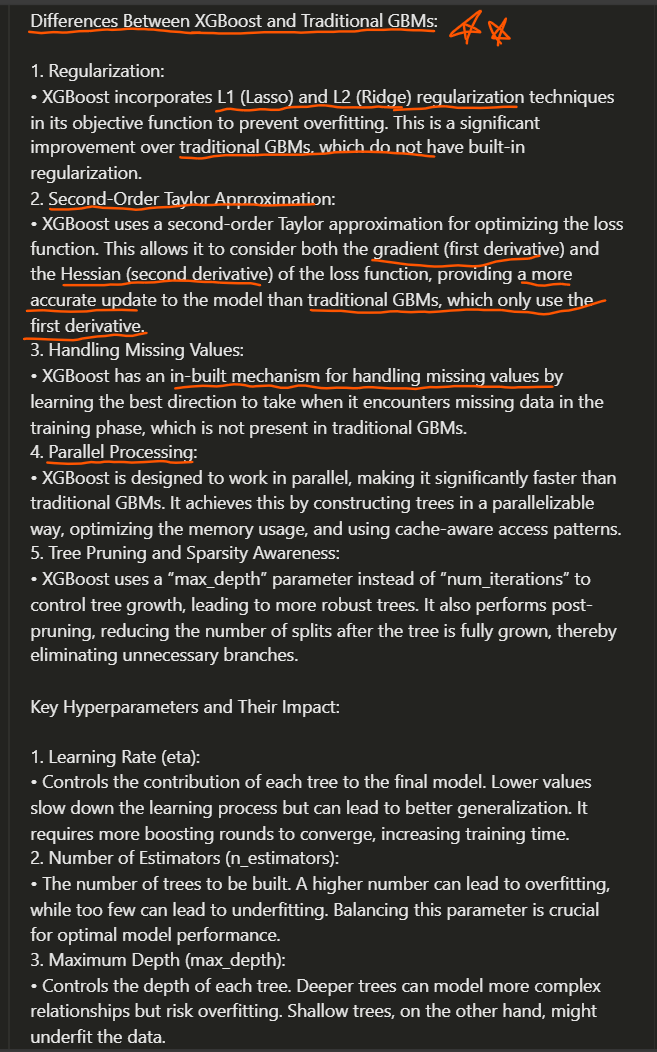 Differences Between XGBoost and Traditional GBMs:
1. Regularization:
• XGBoost incorporates L1 (Lasso) and L2 (Ridge) regularization techniques
in its objective function to prevent overfitting. This is a significant
improvement over traditional GBMs, which do not have built-in
regularization.
2. Second-Order Taylor Approximation:
• XGBoost uses a second-order Taylor approximation for optimizing the loss
function. This allows it to consider both the gradient (first derivative) and
the Hessian (second derivative) of the loss function, providing a more
accurate update to the model than traditional GBMs, which only use the
first derivative.
3. Handling Missing Values:
• XGBoost has an in-built mechanism for handling missing values by
learning the best direction to take when it encounters missing data in the
training phase, which is not present in traditional GBMs.
4. Parallel Processing:
• XGBoost is designed to work in parallel, making it significantly faster than
traditional GBMs. It achieves this by constructing trees in a parallelizable
way, optimizing the memory usage, and using cache-aware access patterns.
5. Tree Pruning and Sparsity Awareness:
• XGBoost uses a “max_depth” parameter instead of “num_iterations” to
control tree growth, leading to more robust trees. It also performs post-
pruning, reducing the number of splits after the tree is fully grown, thereby
eliminating unnecessary branches.
Key Hyperparameters and Their Impact:
1. Learning Rate (eta):
• Controls the contribution of each tree to the final model. Lower values
slow down the learning process but can lead to better generalization. It
requires more boosting rounds to converge, increasing training time.
2. Number of Estimators (n_estimators):
• The number of trees to be built. A higher number can lead to overfitting,
while too few can lead to underfitting. Balancing this parameter is crucial
for optimal model performance.
3. Maximum Depth (max_depth):
• Controls the depth of each tree. Deeper trees can model more complex
relationships but risk overfitting. Shallow trees, on the other hand, might
underfit the data.